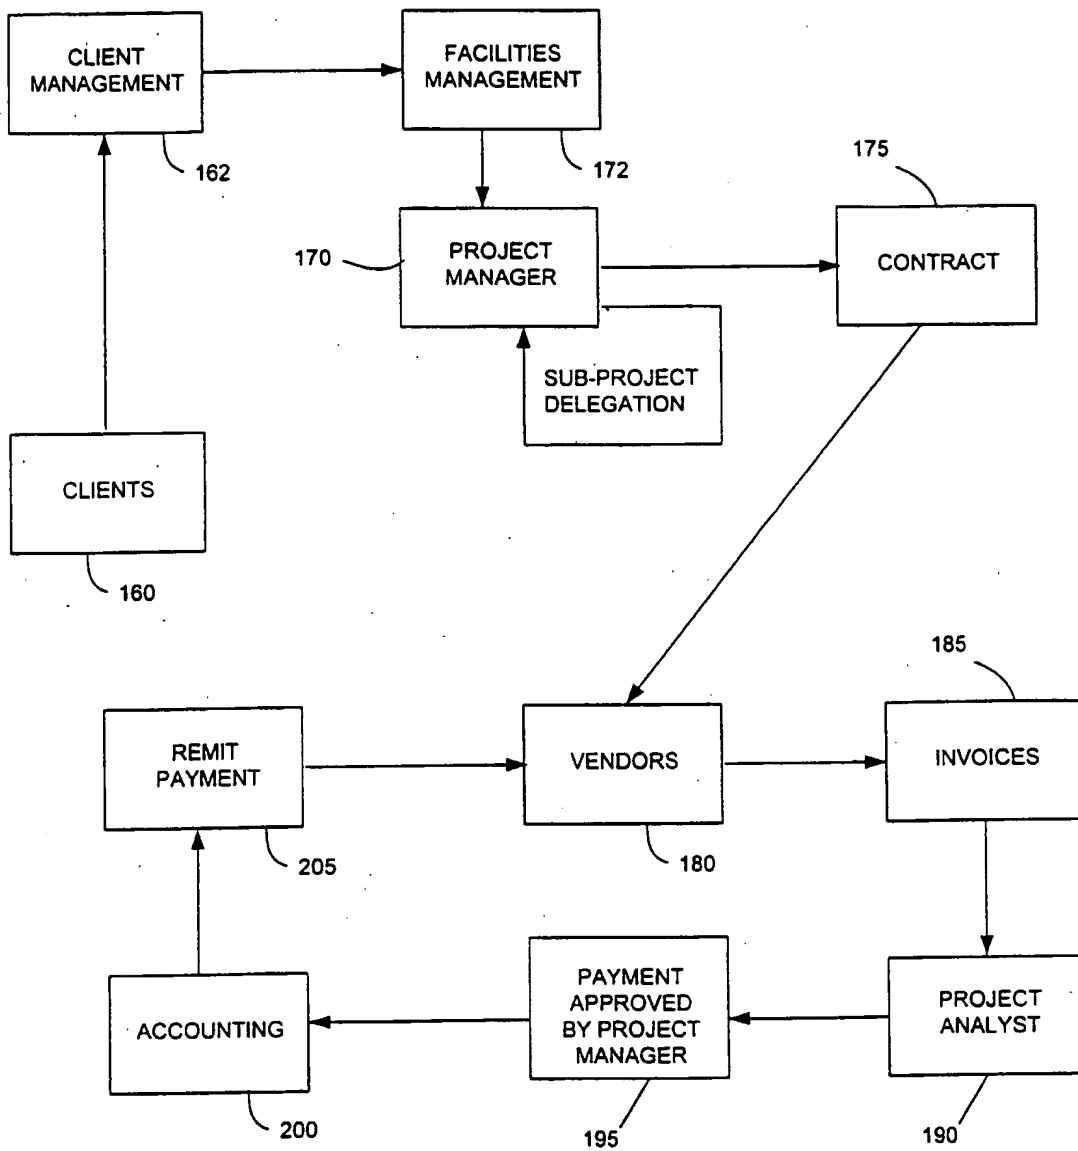 CLIENT
MANAGEMENT
162
FACILITIES
MANAGEMENT
172
175
170
PROJECT
MANAGER
CONTRACT
SUB-PROJECT
DELEGATION
CLIENTS
160
185
REMIT
PAYMENT
205
VENDORS
180
INVOICES
ACCOUNTING
200
PAYMENT
APPROVED
BY PROJECT
MANAGER
195
PROJECT
ANALYST
190